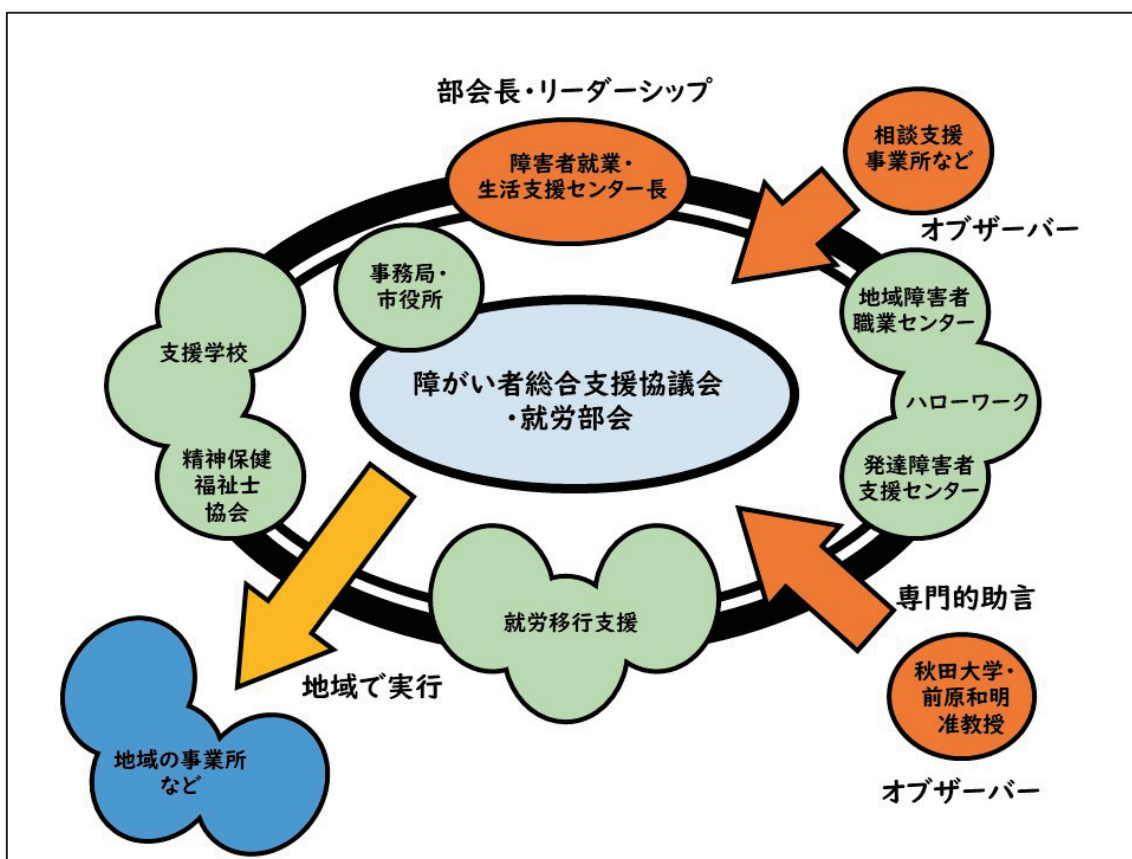 部会長・リーダーシップ
障害者就業・
生活支援センター長
相談支援
事業所など
オブザーバー
事務局・
市役所
地域障害者
職業センター
支援学校
障がい者総合支援協議会
・就労部会
ハローワーク
精神保健
福祉士
協会
発達障害者
支援センター
就労移行支援
専門的助言
地域で実行
秋田大学・
前原和明
准教授
オブザーバー
地域の事業所
など